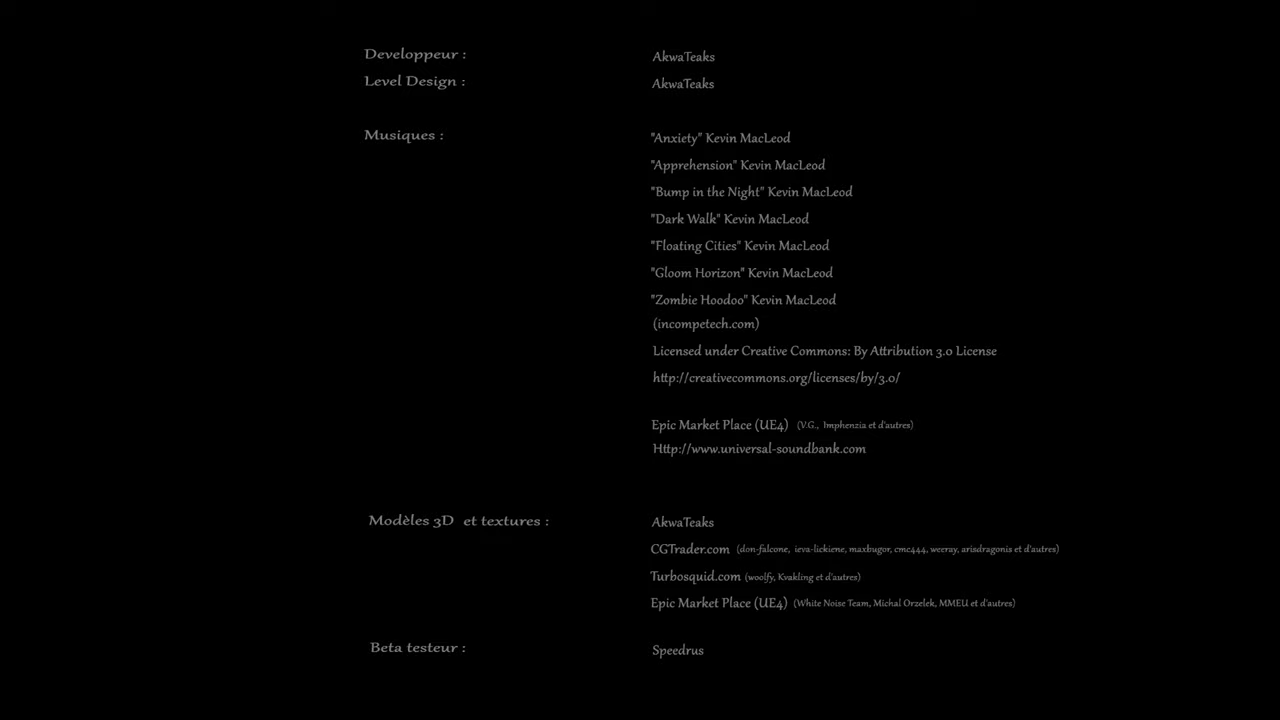 Developpeur : AkwaTeaks
Level Design : AkwaTeaks
Musiques : "Anxiety" Kevin MacLeod
"Apprehension" Kevin MacLeod
"Bump in the Night" Kevin MacLeod
"Dark Walk" Kevin MacLeod
"Floating Cities" Kevin MacLeod
"Gloom Horizon" Kevin MacLeod
"Zombie Hoodoo" Kevin MacLeod
(incompetech.com)
Licensed under Creative Commons: By Attribution 3.0 License
http://creativecommons.org/licenses/by/3.0/
Epic Market Place (UE4) (V.G., Imphenzia et d'autres)
Http://www.universal-soundbank.com
Modèles 3D et textures : AkwaTeaks
CGTrader.com (don-falcone, ieva-lickiene, maxbugor, cmc444, weeray, arisdragonis et d'autres)
Turbosquid.com (woolfy, Kvakling et d'autres)
Epic Market Place (UE4) (White Noise Team, Michal Orzelek, MMEU et d'autres)
Beta testeur : Speedrus